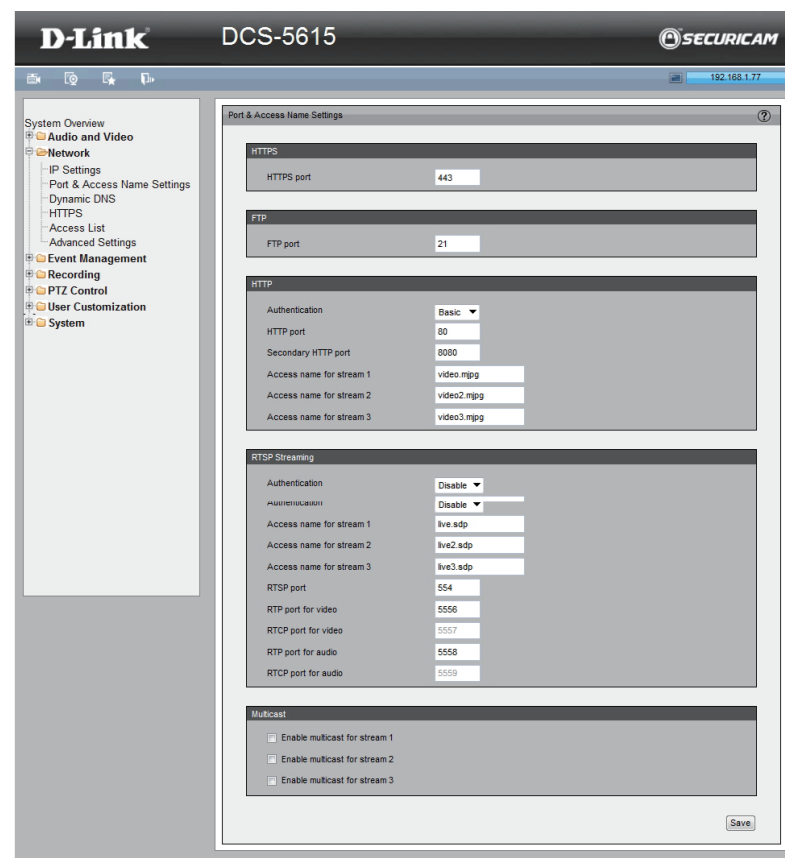 D-Link
DCS-5615
SECURICAM
192.168.1.77
System Overview
Audio and Video
Network
IP Settings
Port & Access Name Settings
Dynamic DNS
HTTPS
Access List
Advanced Settings
Event Management
Recording
PTZ Control
User Customization
System
Port & Access Name Settings
?
HTTPS
HTTPS port 443
FTP
FTP port 21
HTTP
Authentication Basic
HTTP port 80
Secondary HTTP port 8080
Access name for stream 1 video.mjpg
Access name for stream 2 video2.mjpg
Access name for stream 3 video3.mjpg
RTSP Streaming
Authentication Disable
Authentication Disable
Access name for stream 1 live.sdp
Access name for stream 2 live2.sdp
Access name for stream 3 live3.sdp
RTSP port 554
RTP port for video 5556
RTCP port for video 5557
RTP port for audio 5558
RTCP port for audio 5559
Multicast
Enable multicast for stream 1
Enable multicast for stream 2
Enable multicast for stream 3
Save